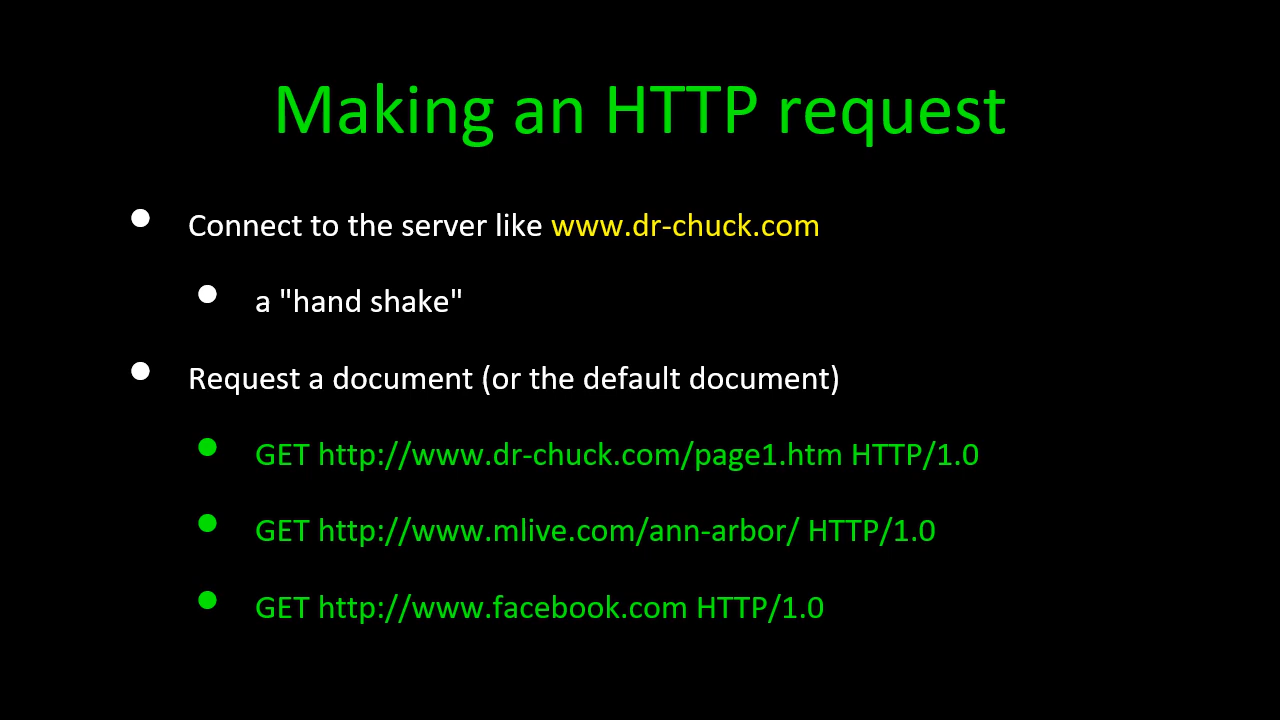 Making an HTTP request
Connect to the server like www.dr-chuck.com
a "hand shake"
Request a document (or the default document)
GET http://www.dr-chuck.com/page1.htm HTTP/1.0
GET http://www.mlive.com/ann-arbor/ HTTP/1.0
GET http://www.facebook.com HTTP/1.0